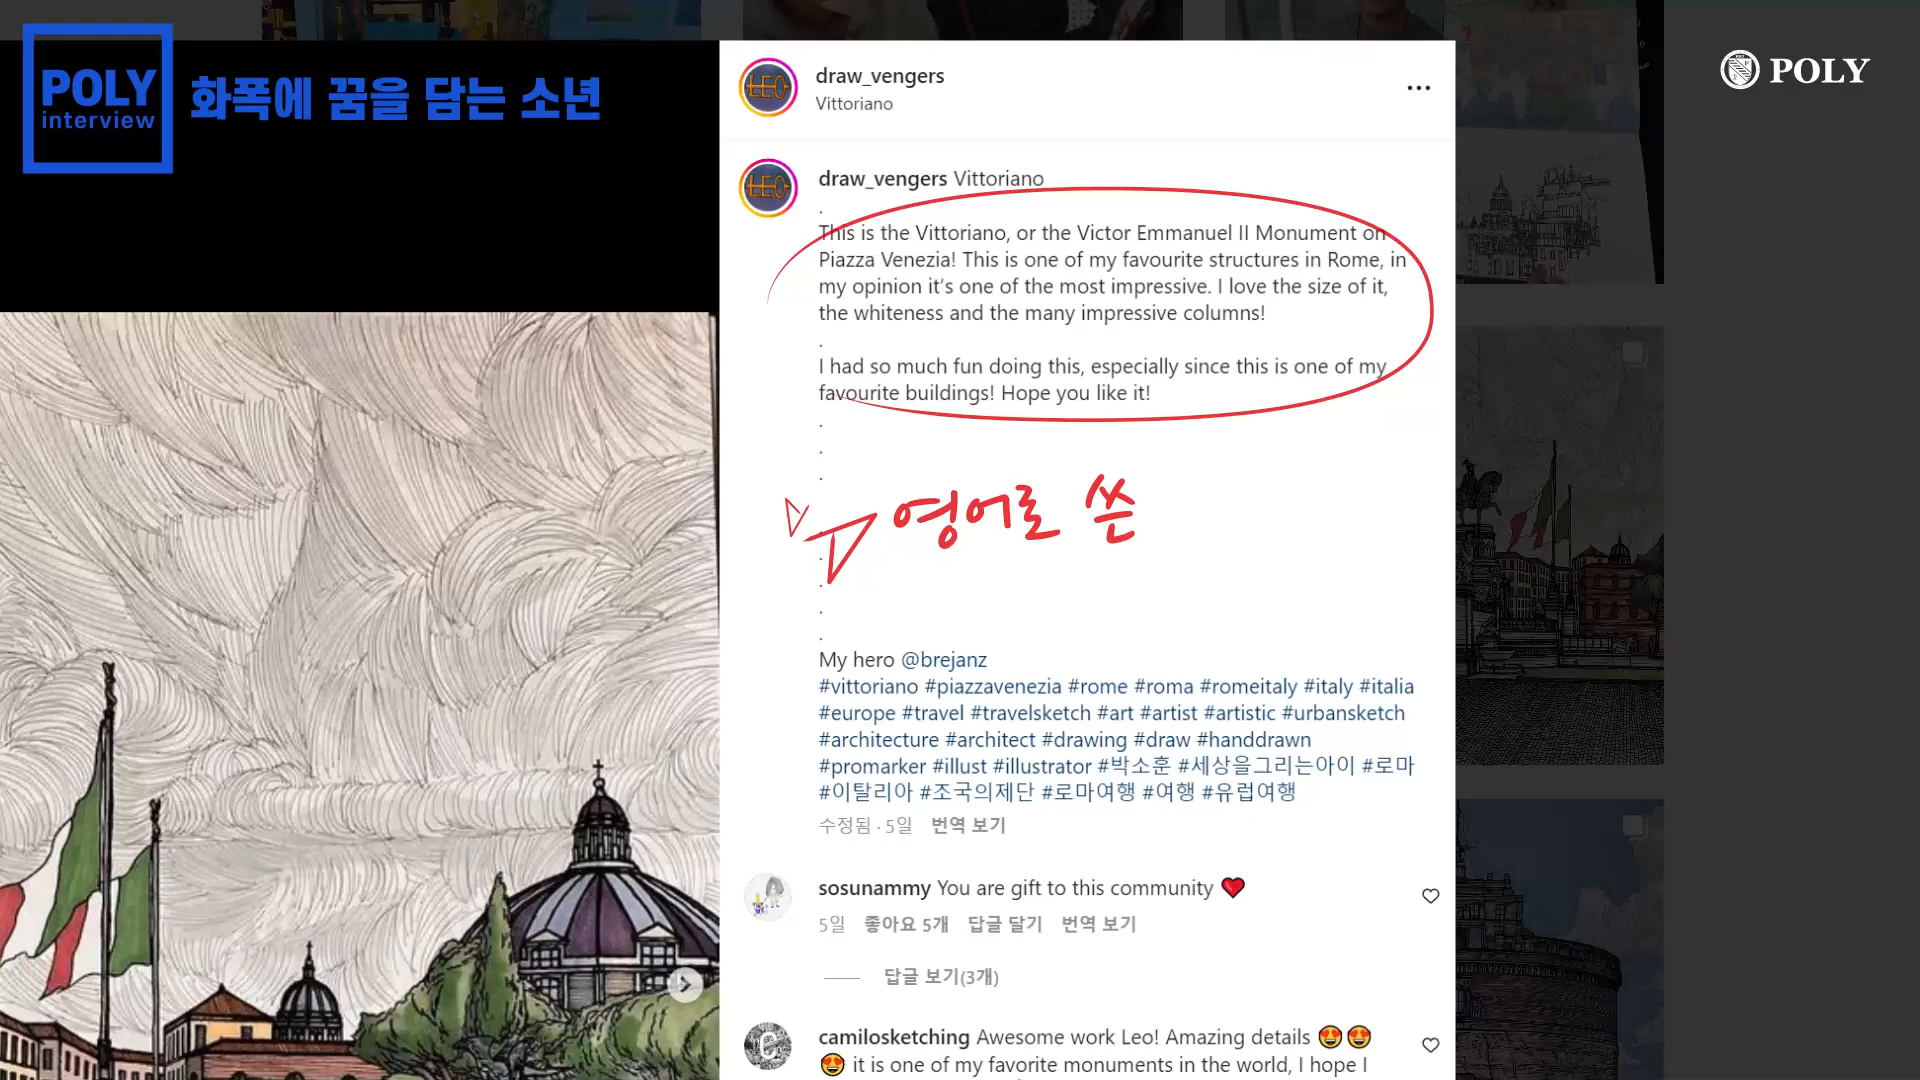 POLY
interview
화폭에 꿈을 담는 소년
POLY
LEO
draw_vengers
Vittoriano
LEO
draw_vengers Vittoriano
.
This is the Vittoriano, or the Victor Emmanuel II Monument on
Piazza Venezia! This is one of my favourite structures in Rome, in
my opinion it's one of the most impressive. I love the size of it,
the whiteness and the many impressive columns!
.
I had so much fun doing this, especially since this is one of my
favourite buildings! Hope you like it!
.
.
.
영어로 쓴
.
.
.
.
My hero @brejanz
#vittoriano #piazzavenezia #rome #roma #romeitaly #italy #italia
#europe #travel #travelsketch #art #artist #artistic #urbansketch
#architecture #architect #drawing #draw #handdrawn
#promarker #illust #illustrator #박소훈 #세상을그리는아이 #로마
#이탈리아 #조국의제단 #로마여행 #여행 #유럽여행
수정됨 · 5일 번역 보기
sosunammy You are gift to this community ❤️
5일 좋아요 5개 답글 달기 번역 보기
답글 보기(3개)
camilosketching Awesome work Leo! Amazing details 😍😍
😍 it is one of my favorite monuments in the world, I hope I